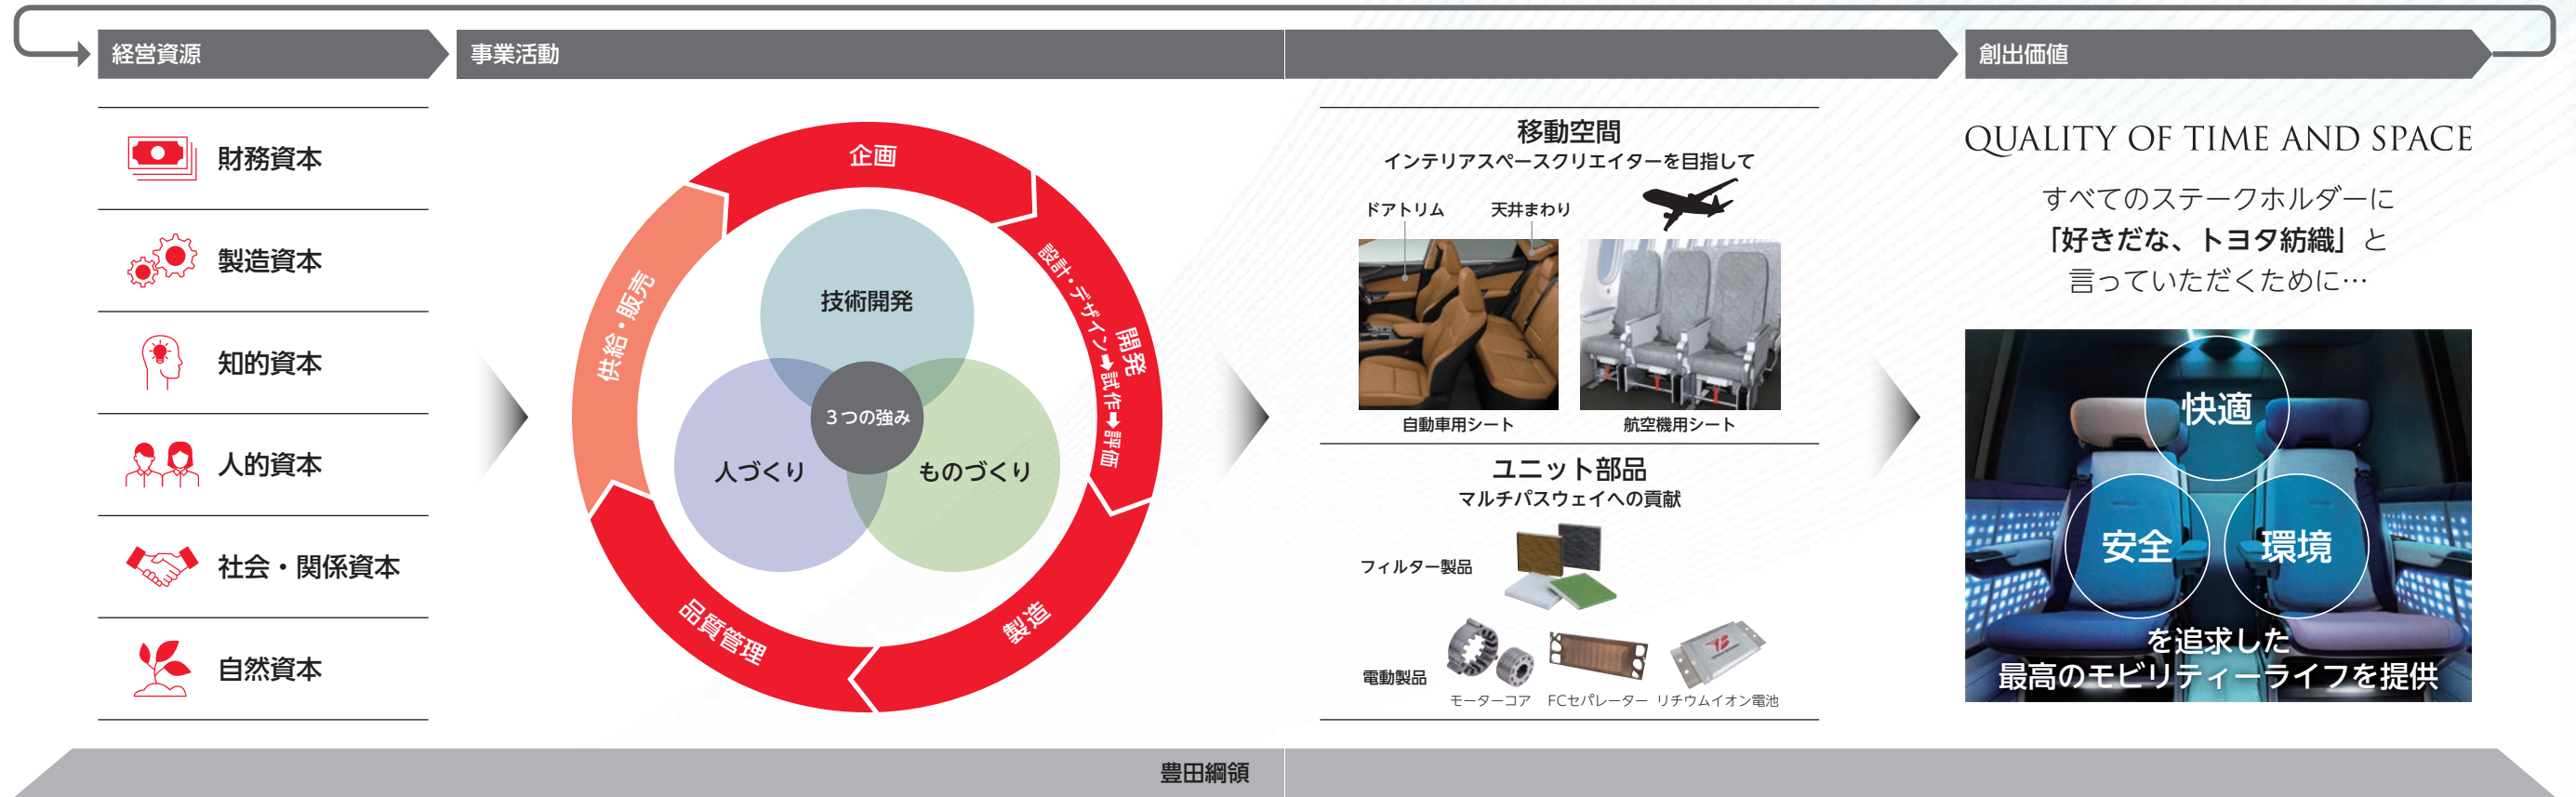 経営資源
事業活動
創出価値
財務資本
製造資本
知的資本
人的資本
社会・関係資本
自然資本
企画
開発
設計・デザイン➡試作➡評価
製造
品質管理
供給・販売
技術開発
3つの強み
人づくり
ものづくり
移動空間
インテリアスペースクリエイターを目指して
ドアトリム
天井まわり
自動車用シート
航空機用シート
ユニット部品
マルチパスウェイへの貢献
フィルター製品
電動製品
モーターコア
FCセパレーター
リチウムイオン電池
QUALITY OF TIME AND SPACE
すべてのステークホルダーに
「好きだな、トヨタ紡織」と
言っていただくために…
快適
安全
環境
を追求した
最高のモビリティーライフを提供
豊田綱領